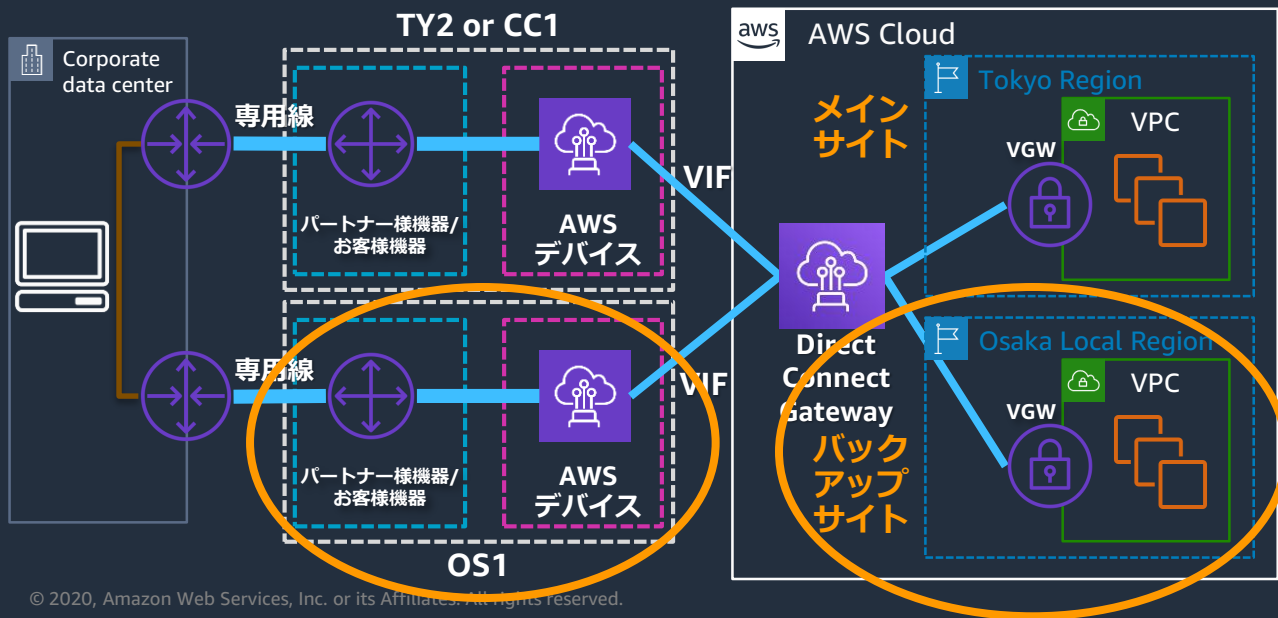 TY2 or CC1
aws
AWS Cloud
Corporate
data center
Tokyo Region
専用線
メイン
サイト
VPC
VGW
VIF
パートナー様機器/
お客様機器
AWS
デバイス
Direct
Connect
Gateway
Osaka Local Region
専用線
VIF
VPC
VGW
バック
アップ
サイト
パートナー様機器/
お客様機器
AWS
デバイス
OS1
© 2020, Amazon Web Services, Inc. or its Affiliates. All rights reserved.